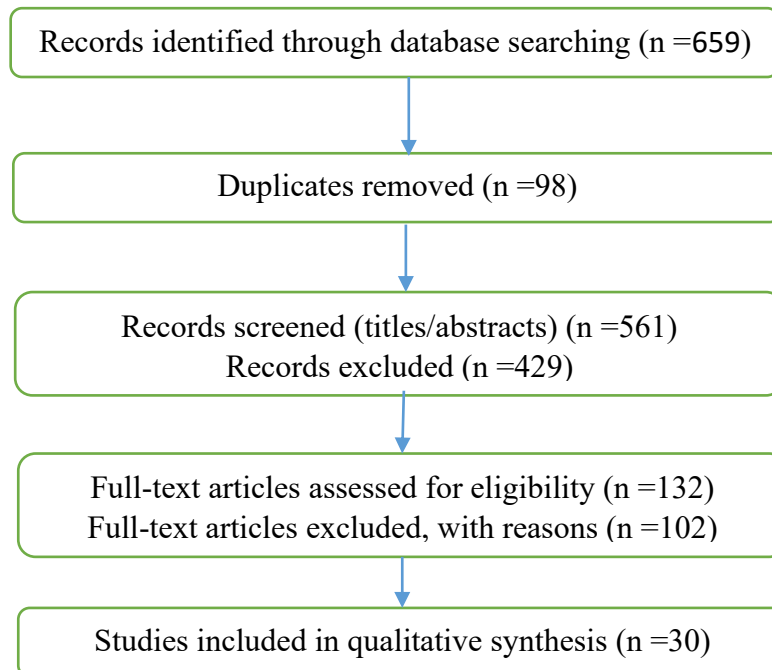 Records identified through database searching (n =659)
Duplicates removed (n =98)
Records screened (titles/abstracts) (n =561)
Records excluded (n =429)
Full-text articles assessed for eligibility (n =132)
Full-text articles excluded, with reasons (n =102)
Studies included in qualitative synthesis (n =30)